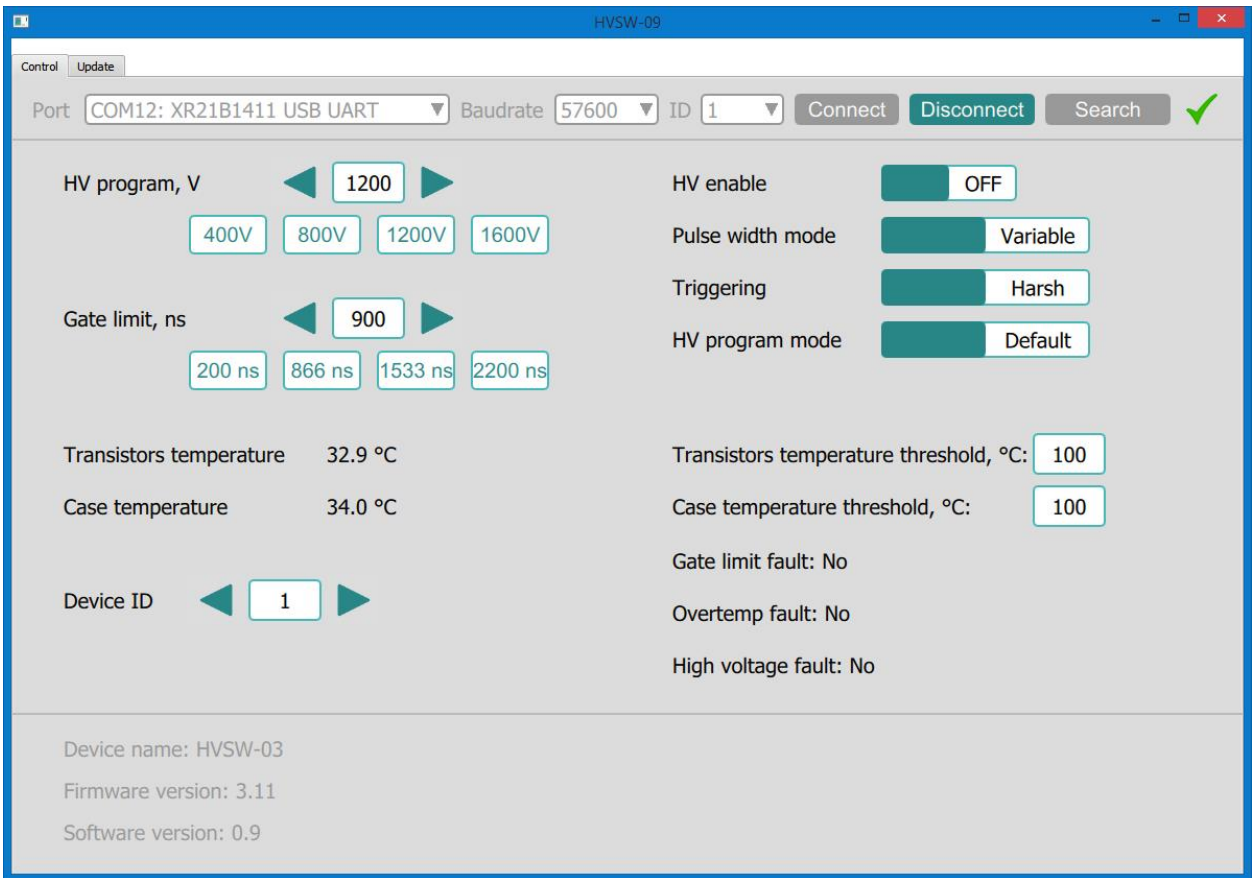 HVSW-09
Control Update
Port COM12: XR21B1411 USB UART Baudrate 57600 ID 1 Connect Disconnect Search
HV program, V 1200 HV enable OFF
400V 800V 1200V 1600V Pulse width mode Variable
Triggering Harsh
Gate limit, ns 900 HV program mode Default
200 ns 866 ns 1533 ns 2200 ns
Transistors temperature 32.9 °C Transistors temperature threshold, °C: 100
Case temperature 34.0 °C Case temperature threshold, °C: 100
Gate limit fault: No
Device ID 1 Overtemp fault: No
High voltage fault: No
Device name: HVSW-03
Firmware version: 3.11
Software version: 0.9